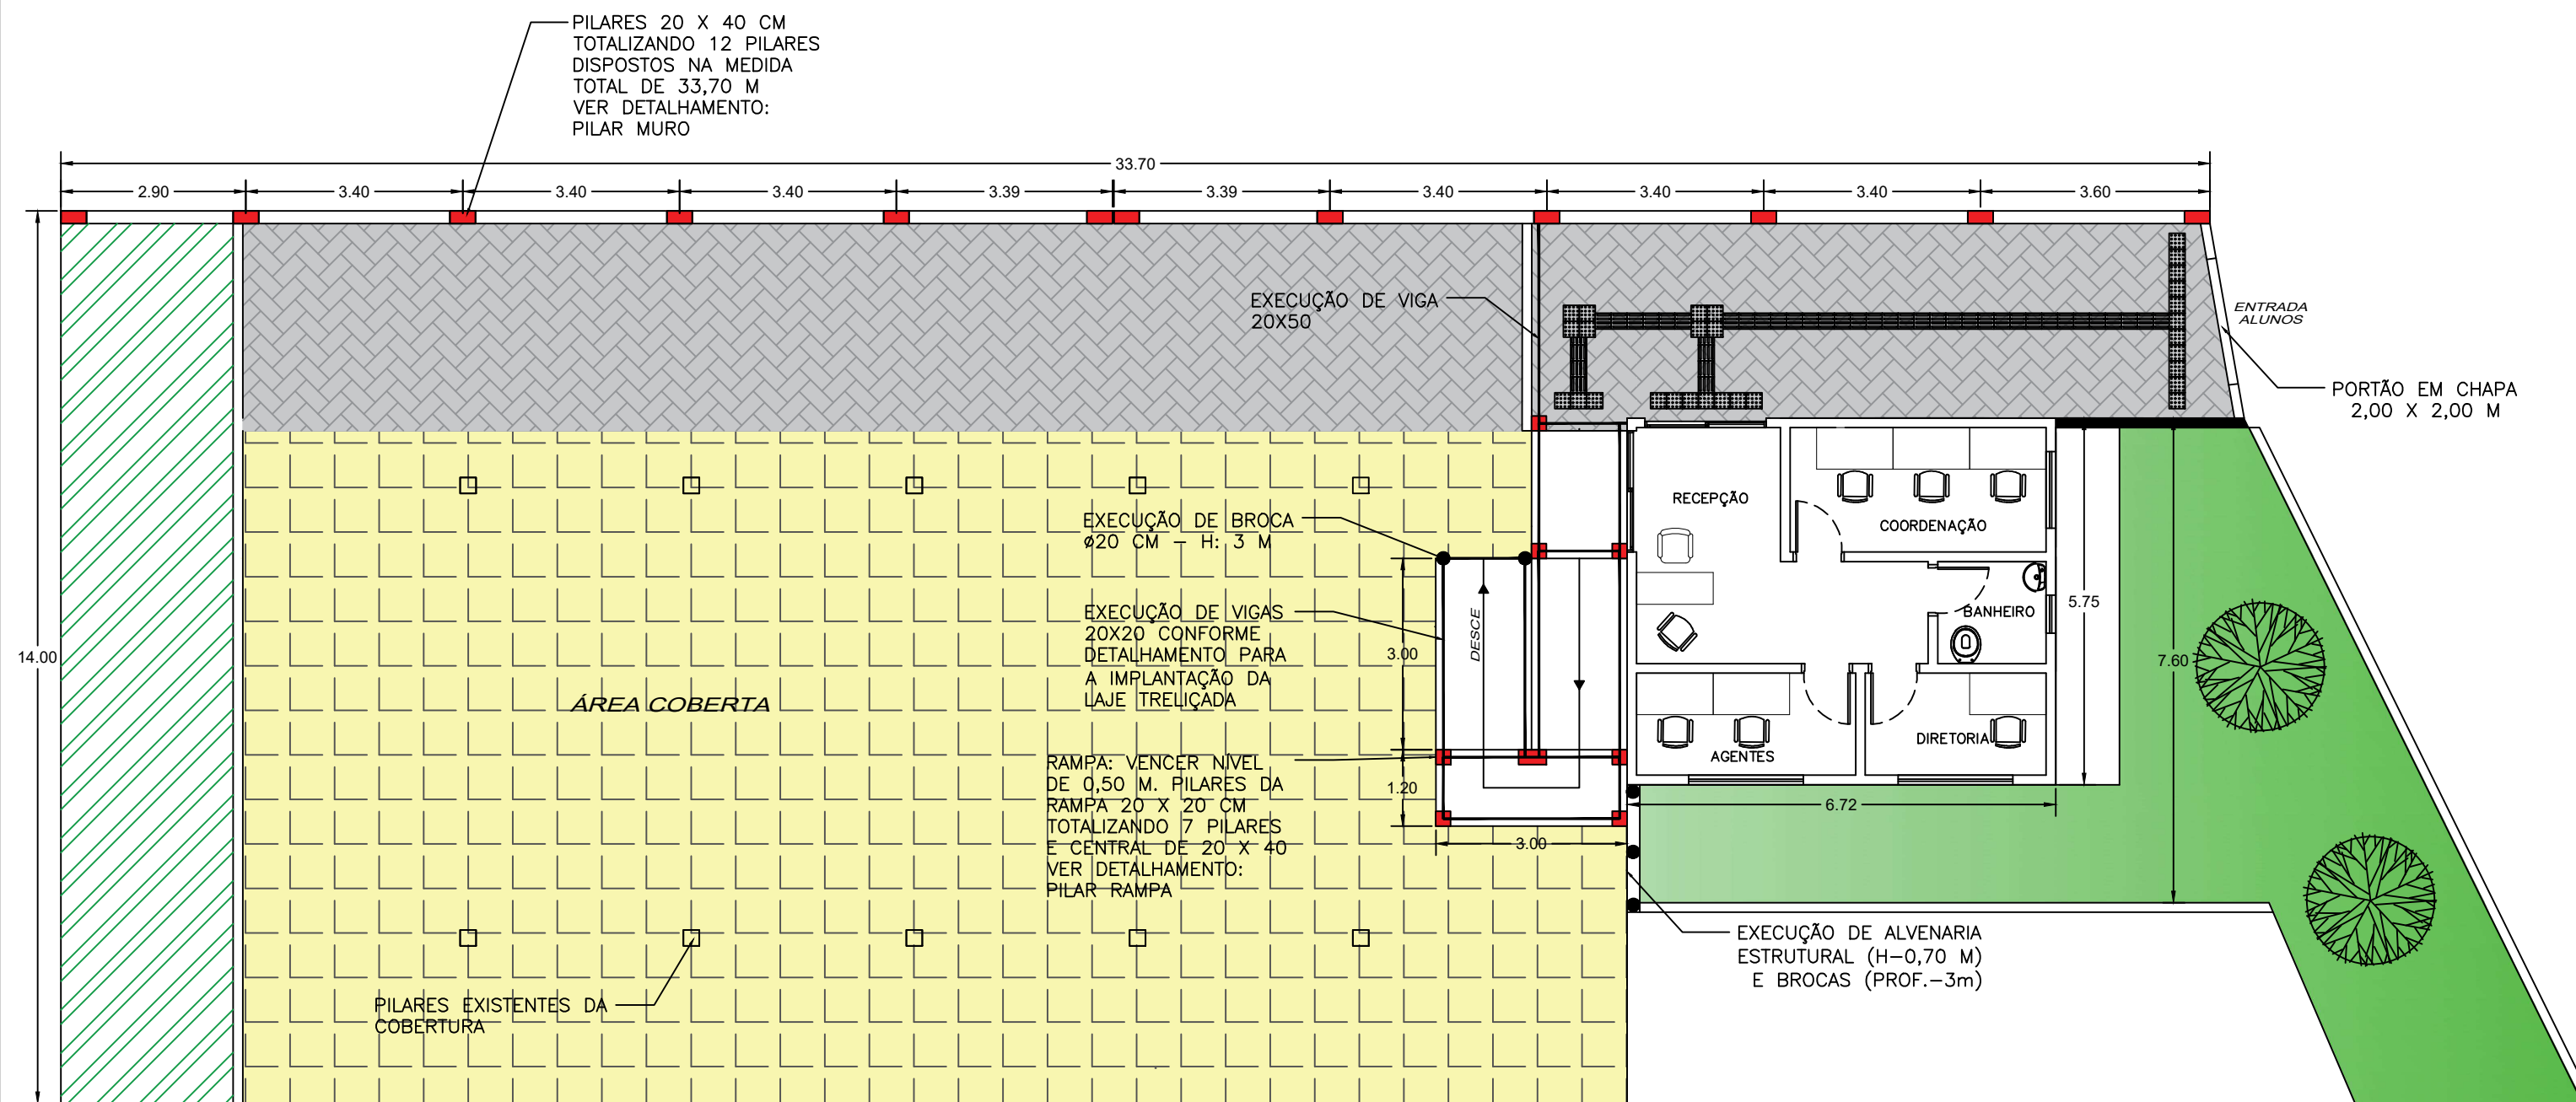 PILARES 20 X 40 CM
TOTALIZANDO 12 PILARES
DISPOSTOS NA MEDIDA
TOTAL DE 33,70 M
VER DETALHAMENTO:
PILAR MURO
33.70
2.90
3.40
3.40
3.40
3.39
3.39
3.40
3.40
3.40
3.60
EXECUÇÃO DE VIGA
20X50
ENTRADA
ALUNOS
PORTÃO EM CHAPA
2,00 X 2,00 M
RECEPÇÃO
COORDENAÇÃO
EXECUÇÃO DE BROCA
ø20 CM – H: 3 M
EXECUÇÃO DE VIGAS
20X20 CONFORME
DETALHAMENTO PARA
A IMPLANTAÇÃO DA
LAJE TRELIÇADA
DESCE
3.00
BANHEIRO
5.75
14.00
7.60
ÁREA COBERTA
AGENTES
DIRETORIA
RAMPA: VENCER NÍVEL
DE 0,50 M. PILARES DA
RAMPA 20 X 20 CM
TOTALIZANDO 7 PILARES
E CENTRAL DE 20 X 40
VER DETALHAMENTO:
PILAR RAMPA
1.20
6.72
3.00
EXECUÇÃO DE ALVENARIA
ESTRUTURAL (H–0,70 M)
E BROCAS (PROF.–3m)
PILARES EXISTENTES DA
COBERTURA